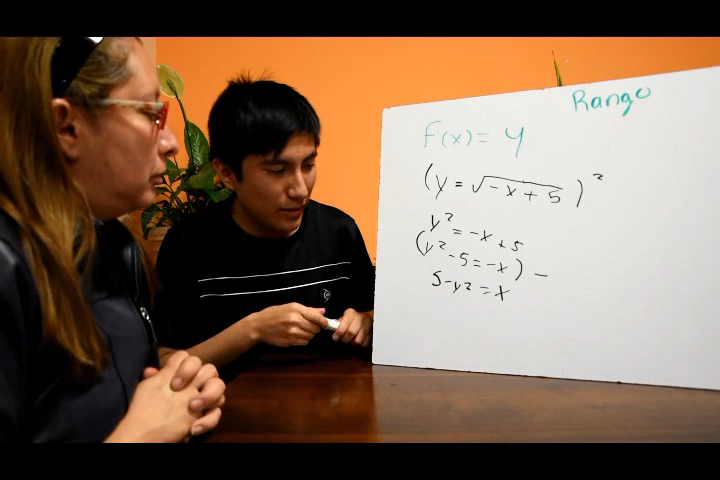 Rango
F(x) = y
(y = √-x + 5)²
y² = -x + 5
(y² - 5 = -x) -
5 - y² = x